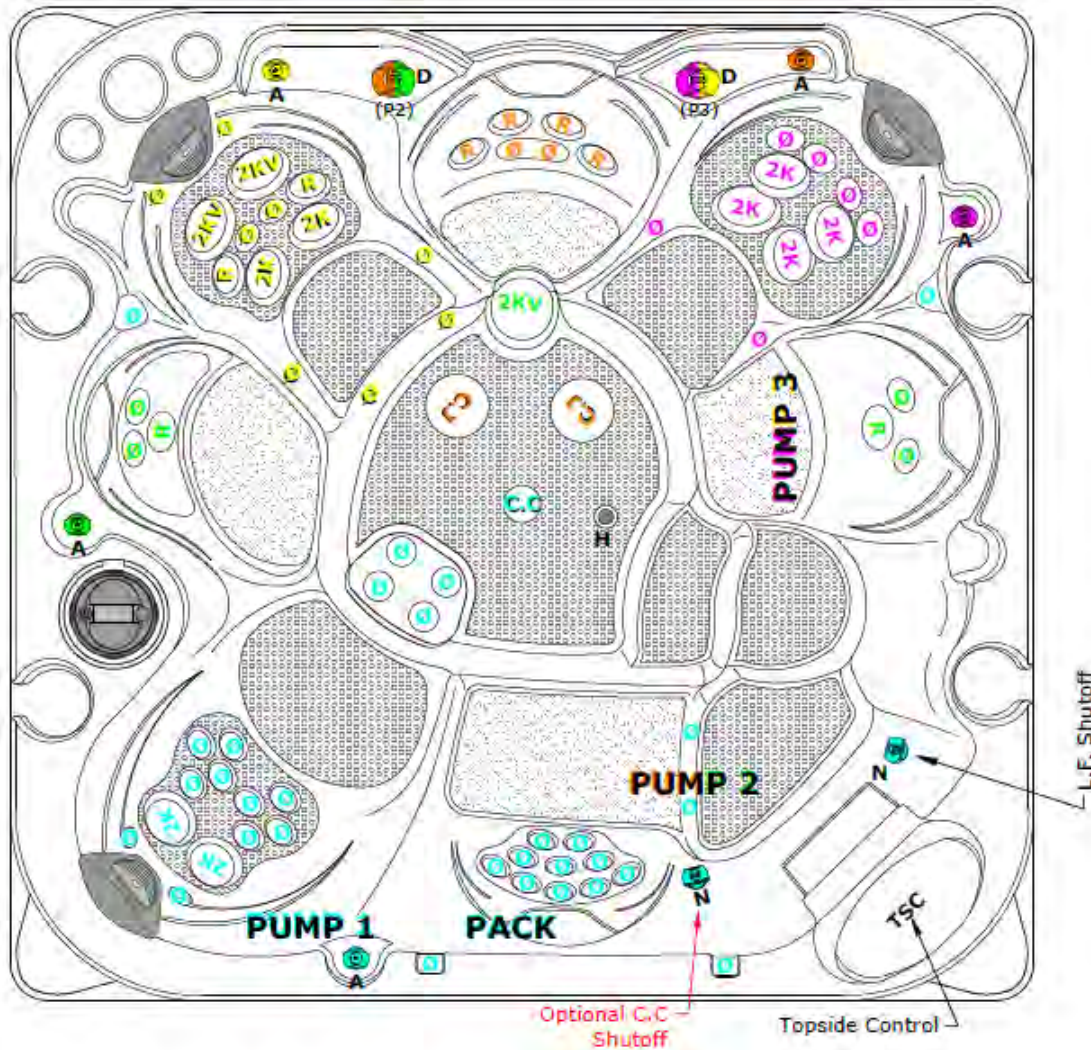 A
D
(P2)
D
(P3)
A
Ø
R
R
R
Ø
Ø
R
Ø
2KV
R
2K
Ø
Ø
2K
Ø
Ø
2KV
Ø
Ø
2K
R
2K
2K
2K
Ø
Ø
Ø
A
Ø
Ø
Ø
2KV
Ø
Ø
Ø
Ø
PUMP 3
Ø
R
Ø
Ø
R
Ø
C.C
H
A
Ø
Ø
Ø
Ø
Ø
PUMP 2
Ø
N
L.F. Shutoff
Ø
Ø
Ø
Ø
Ø
Ø
Ø
Ø
2K
2K
Ø
Ø
Ø
Ø
Ø
Ø
Ø
Ø
Ø
Ø
Ø
Ø
N
TSC
PUMP 1
PACK
A
Ø
Ø
Optional C.C
Shutoff
Topside Control